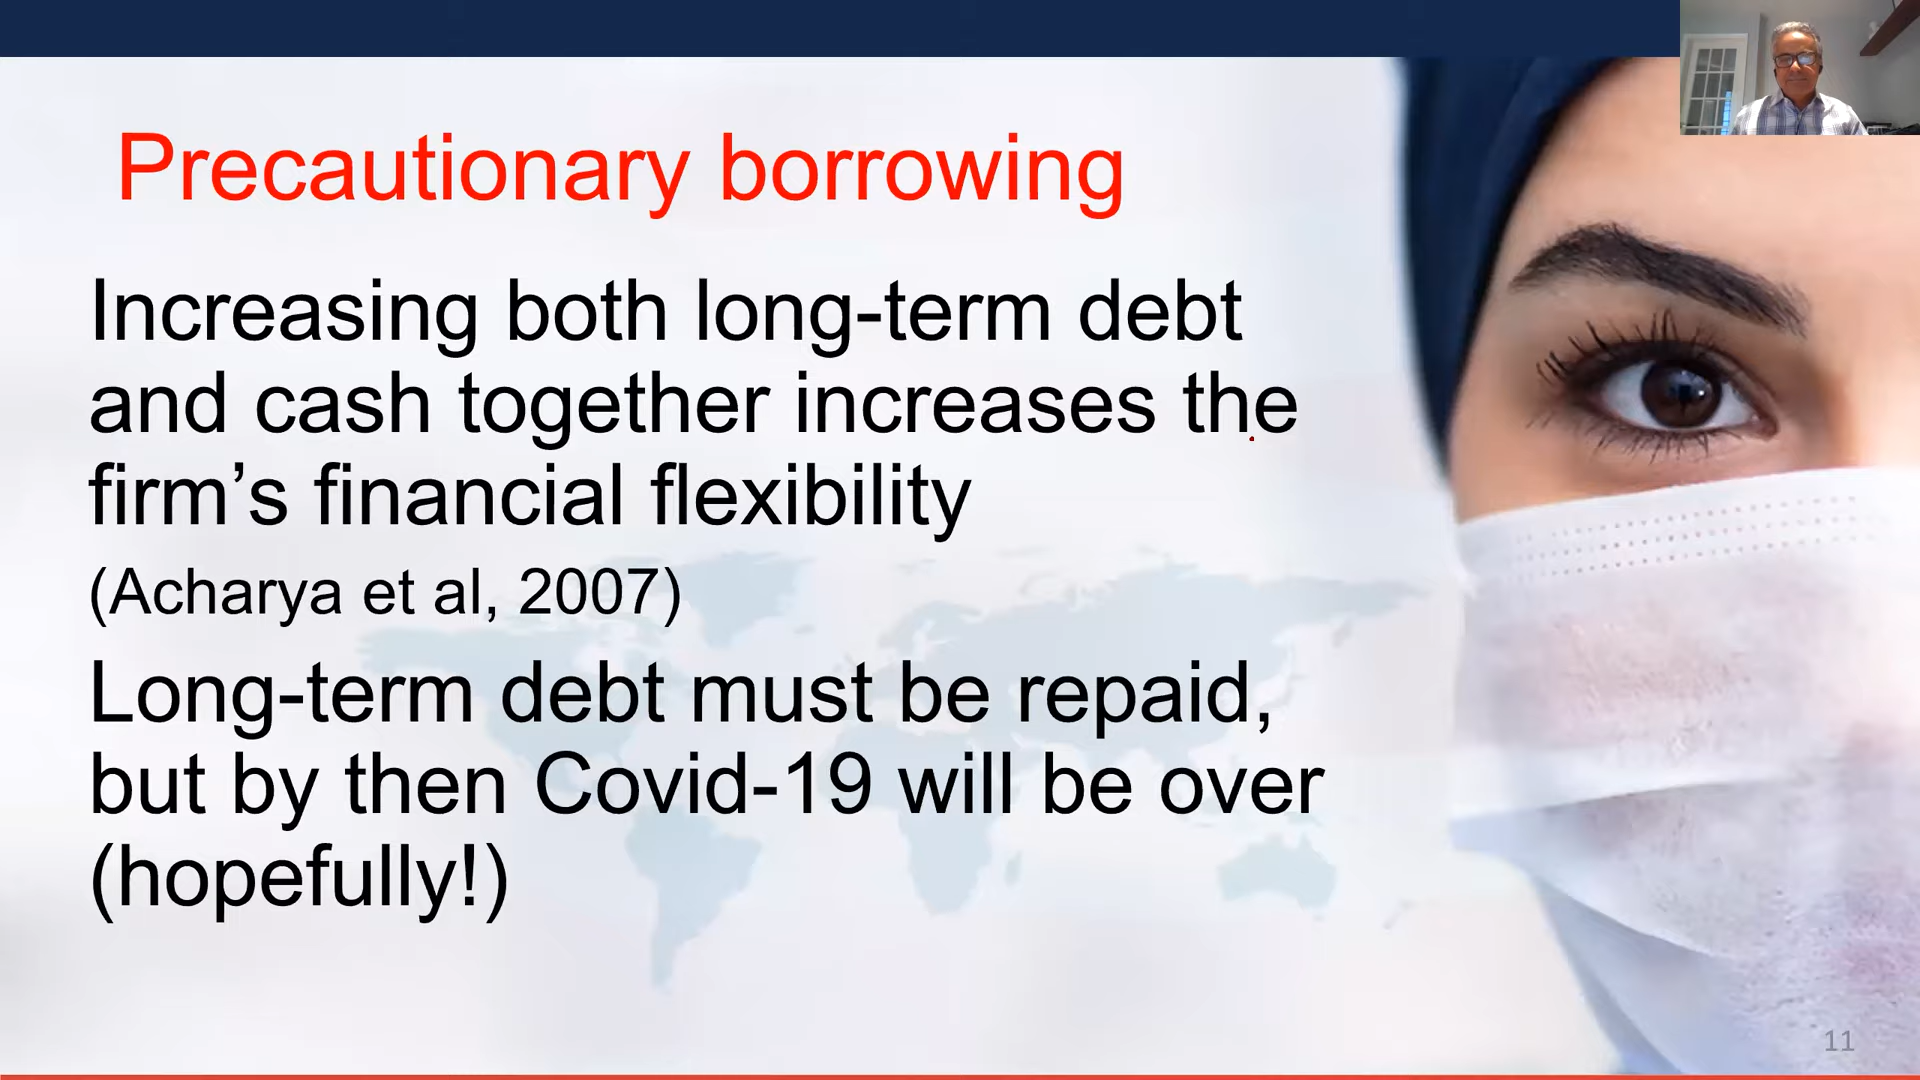 Precautionary borrowing
Increasing both long-term debt
and cash together increases the
firm’s financial flexibility
(Acharya et al, 2007)
Long-term debt must be repaid,
but by then Covid-19 will be over
(hopefully!)
11